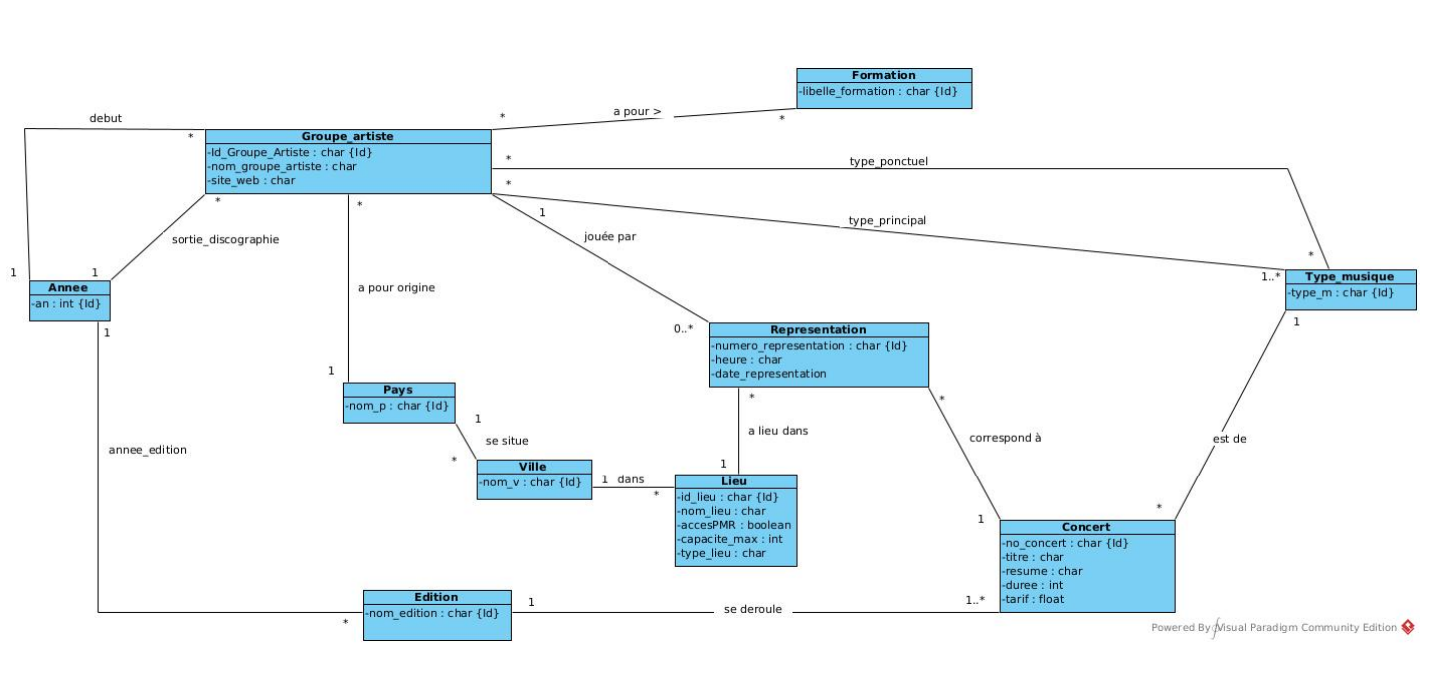 Formation
-libelle_formation : char {Id}
a pour >
*
*
debut
*
1
Groupe_artiste
-Id_Groupe_Artiste : char {Id}
-nom_groupe_artiste : char
-site_web : char
*
type_ponctuel
*
*
type_principal
1..*
*
sortie_discographie
1
*
a pour origine
1
1
jouée par
0..*
Annee
-an : int {Id}
1
annee_edition
*
Type_musique
-type_m : char {Id}
1
est de
*
Representation
-numero_representation : char {Id}
-heure : char
-date_representation
*
a lieu dans
1
*
correspond à
1
Pays
-nom_p : char {Id}
1
se situe
*
Ville
-nom_v : char {Id}
1 dans
*
Lieu
-id_lieu : char {Id}
-nom_lieu : char
-accesPMR : boolean
-capacite_max : int
-type_lieu : char
Concert
-no_concert : char {Id}
-titre : char
-resume : char
-duree : int
-tarif : float
Edition
-nom_edition : char {Id}
1
se deroule
1..*
Powered By Visual Paradigm Community Edition